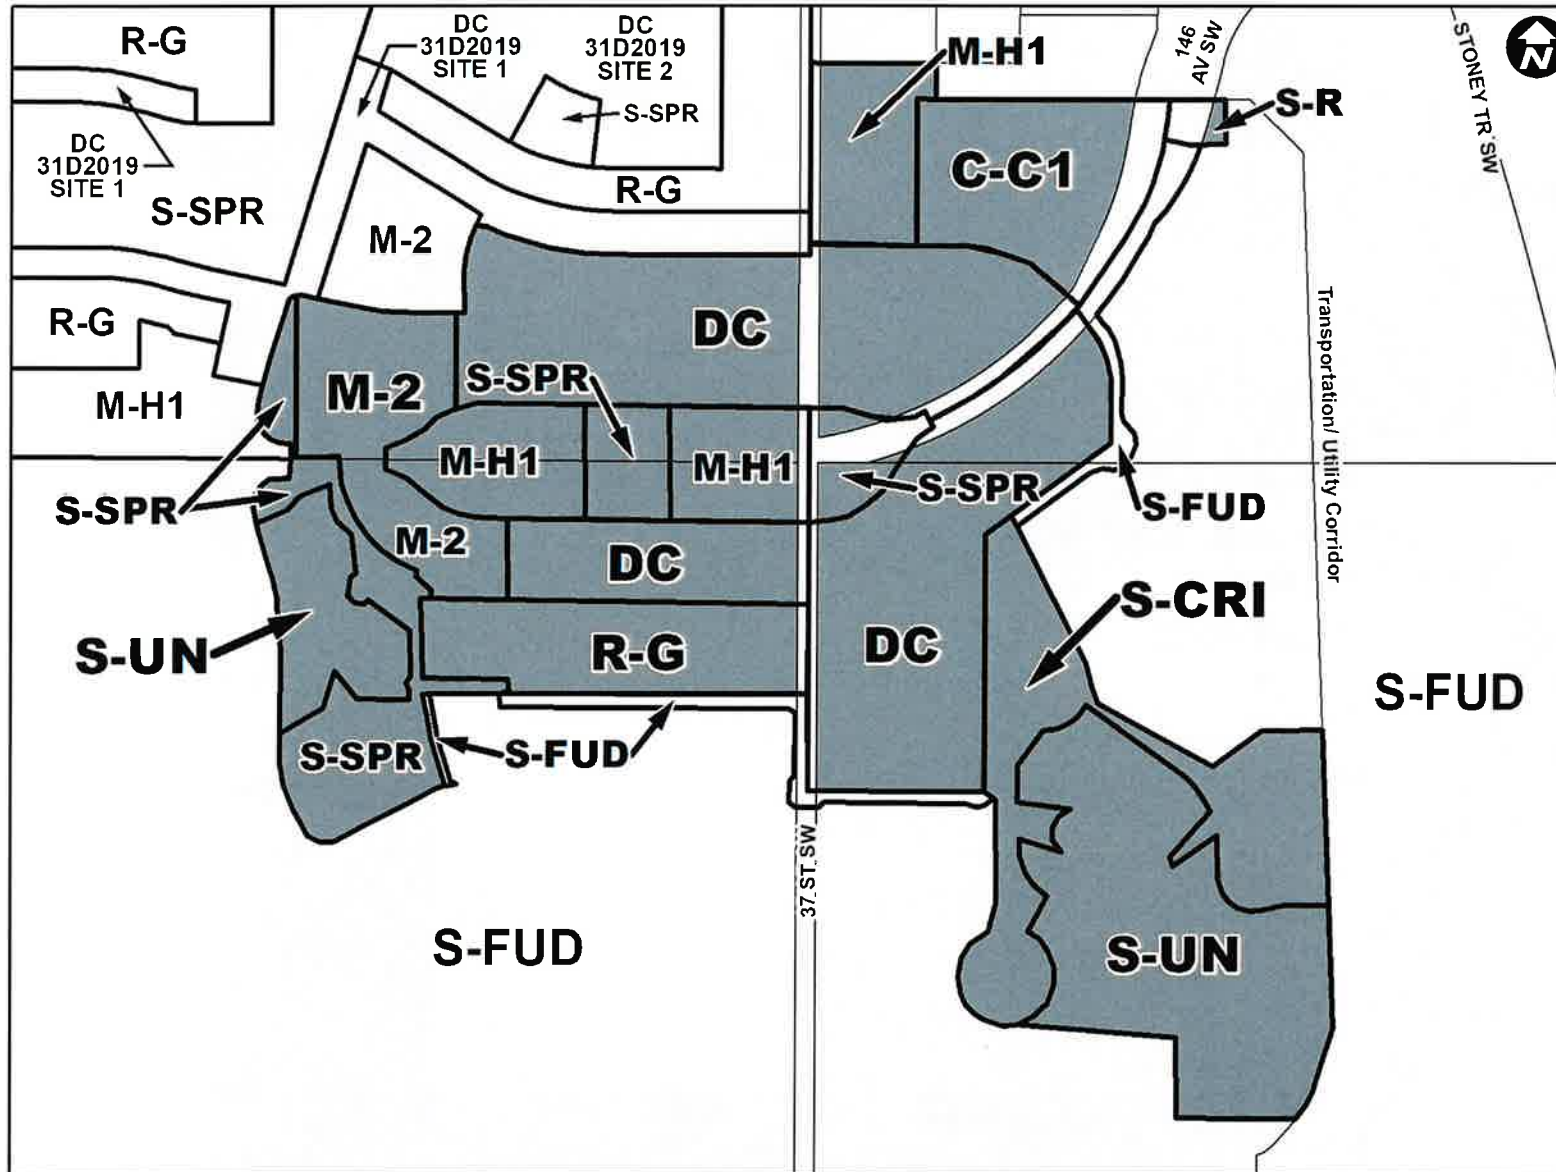 R-G
DC
31D2019
SITE 1
DC
31D2019
SITE 2
S-SPR
M-H1
146
AV SW
STONEY TR SW
N
S-R
DC
31D2019
SITE 1
S-SPR
R-G
C-C1
M-2
R-G
DC
Transportation/ Utility Corridor
M-H1
M-2
S-SPR
M-H1
M-H1
S-SPR
S-SPR
S-FUD
M-2
DC
S-CRI
S-UN
R-G
DC
S-FUD
S-SPR
S-FUD
37 ST SW
S-FUD
S-UN